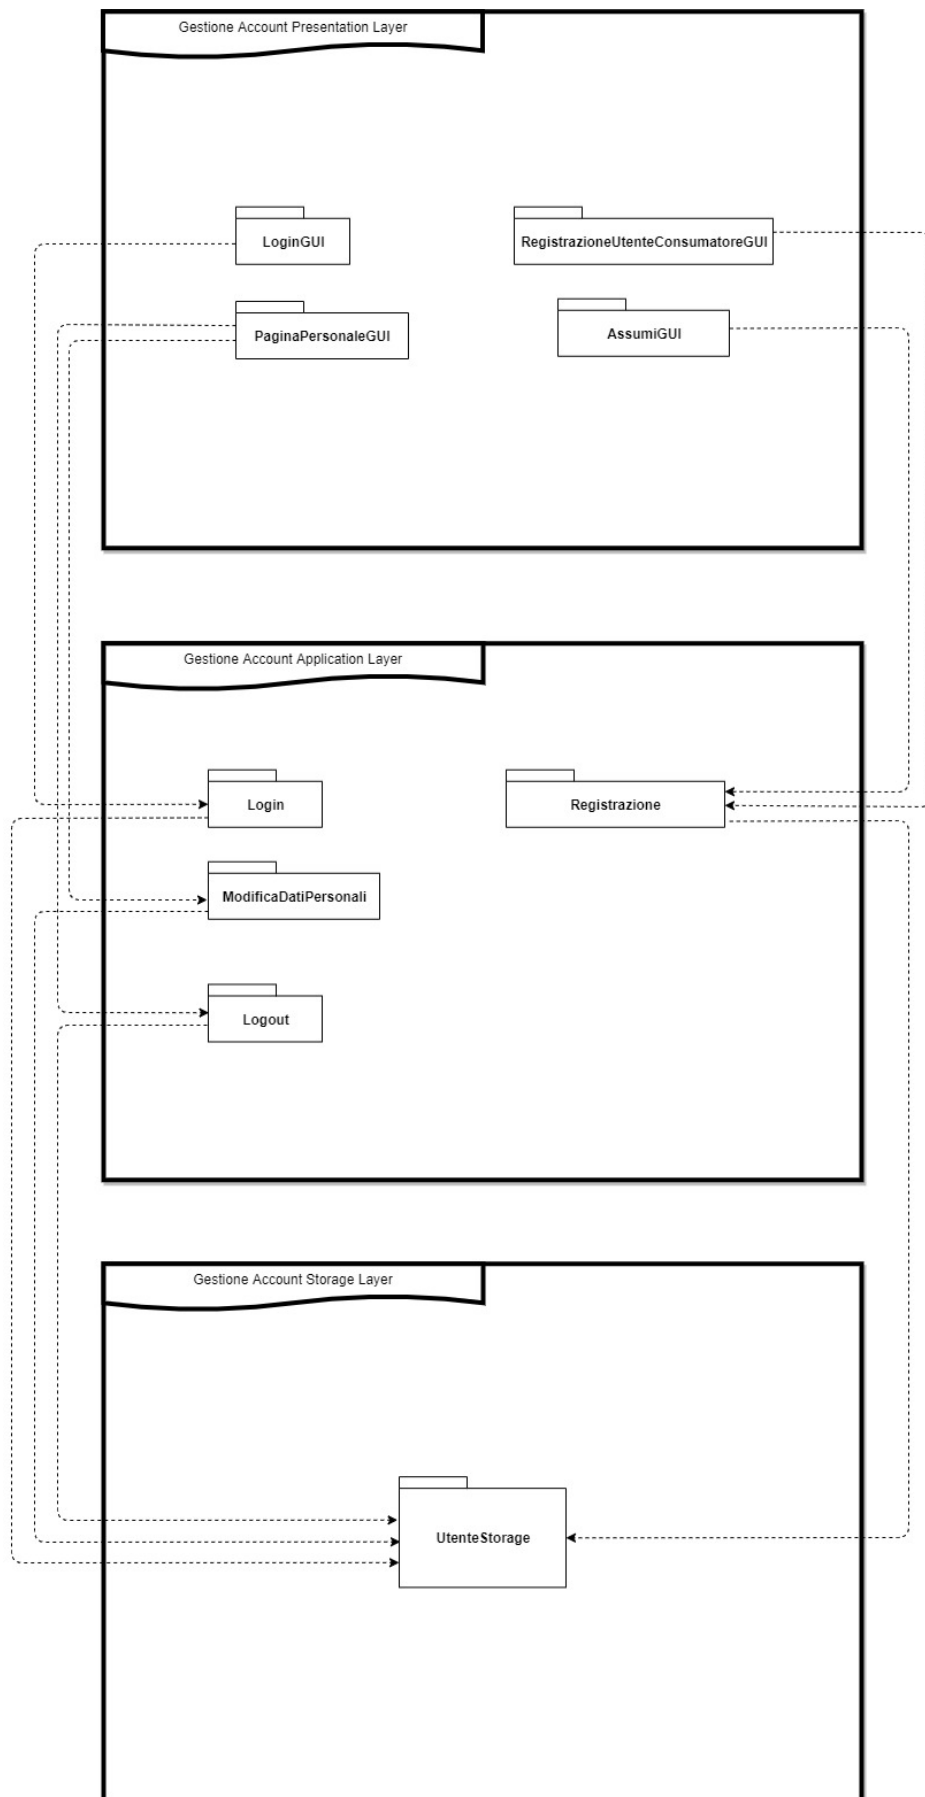 Gestione Account Presentation Layer
LoginGUI
RegistrazioneUtenteConsumatoreGUI
PaginaPersonaleGUI
AssumiGUI
Gestione Account Application Layer
Login
Registrazione
ModificaDatiPersonali
Logout
Gestione Account Storage Layer
UtenteStorage